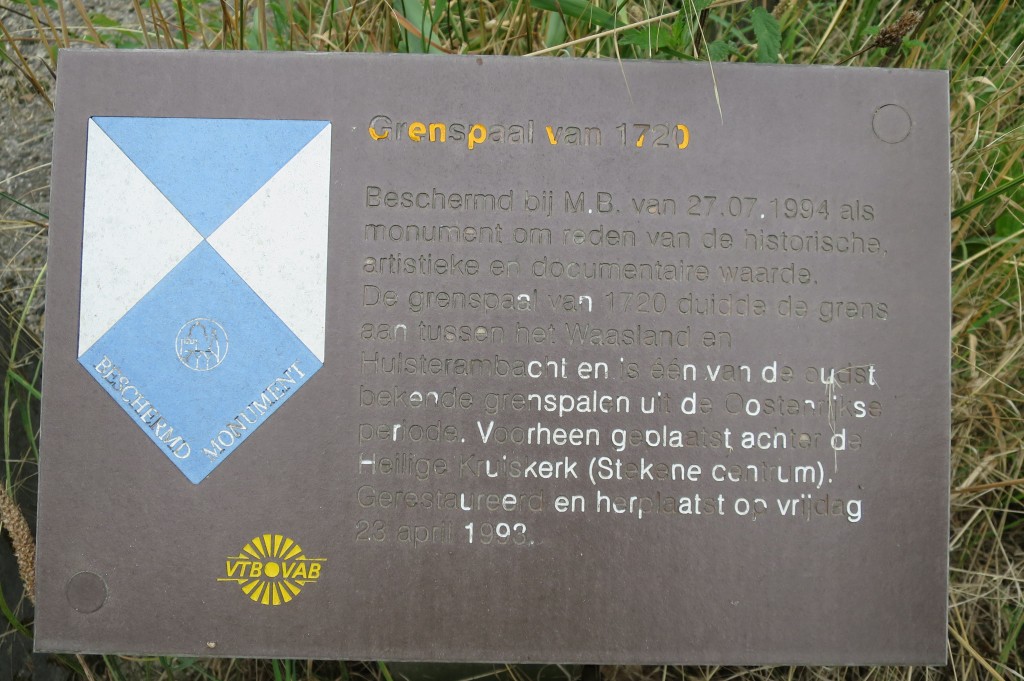 Grenspaal van 1720
Beschermd bij M.B. van 27.07.1994 als
monument om reden van de historische,
artistieke en documentaire waarde.
De grenspaal van 1720 duidde de grens
aan tussen het Waasland en
Hulsterambacht en is één van de oudst
bekende grenspalen uit de Oostenrijkse
periode. Voorheen geplaatst achter de
Heilige Kruiskerk (Stekene centrum).
Gerestaureerd en herplaatst op vrijdag
23 april 1993.
BESCHERMD MONUMENT
VTB VAB